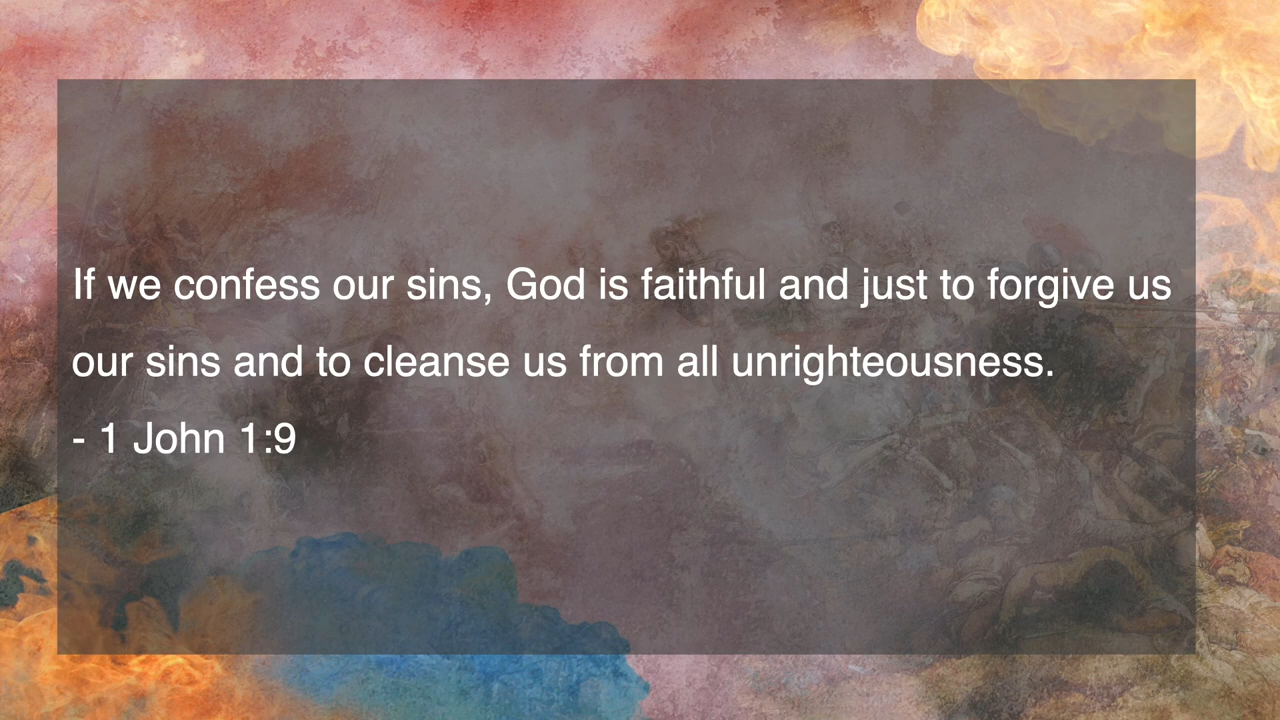 If we confess our sins, God is faithful and just to forgive us
our sins and to cleanse us from all unrighteousness.
- 1 John 1:9